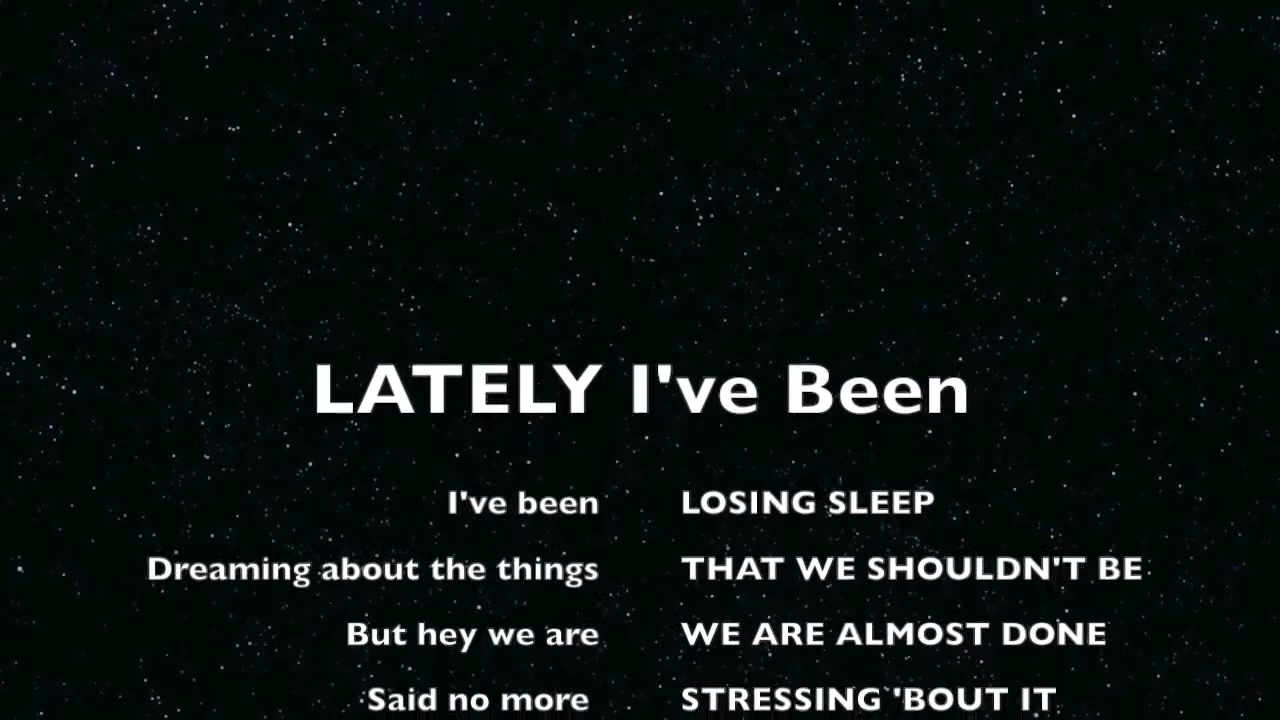 LATELY I've Been
I've been LOSING SLEEP
Dreaming about the things THAT WE SHOULDN'T BE
But hey we are WE ARE ALMOST DONE
Said no more STRESSING 'BOUT IT